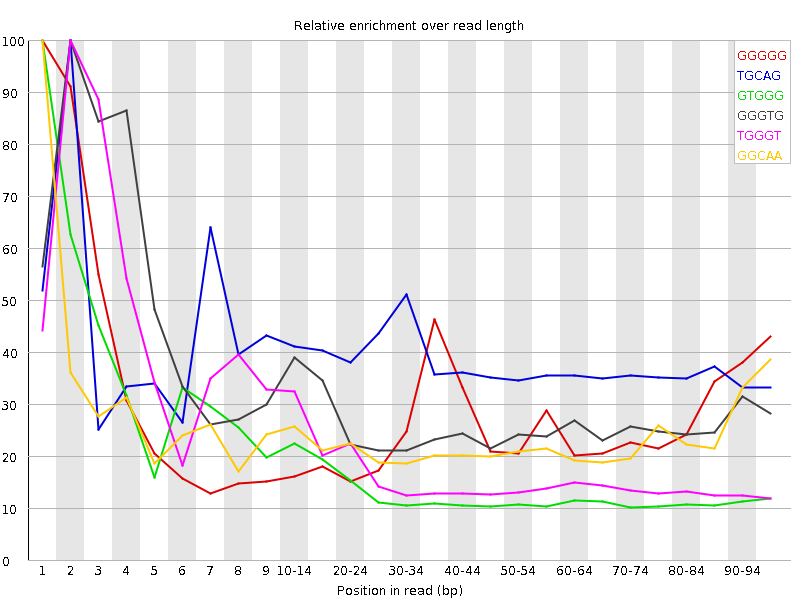 Relative enrichment over read length
100
90
80
70
60
50
40
30
20
10
0
GGGGG
TGCAG
GTGGG
GGGTG
TGGGT
GGCAA
1 2 3 4 5 6 7 8 9 10-14 20-24 30-34 40-44 50-54 60-64 70-74 80-84 90-94
Position in read (bp)